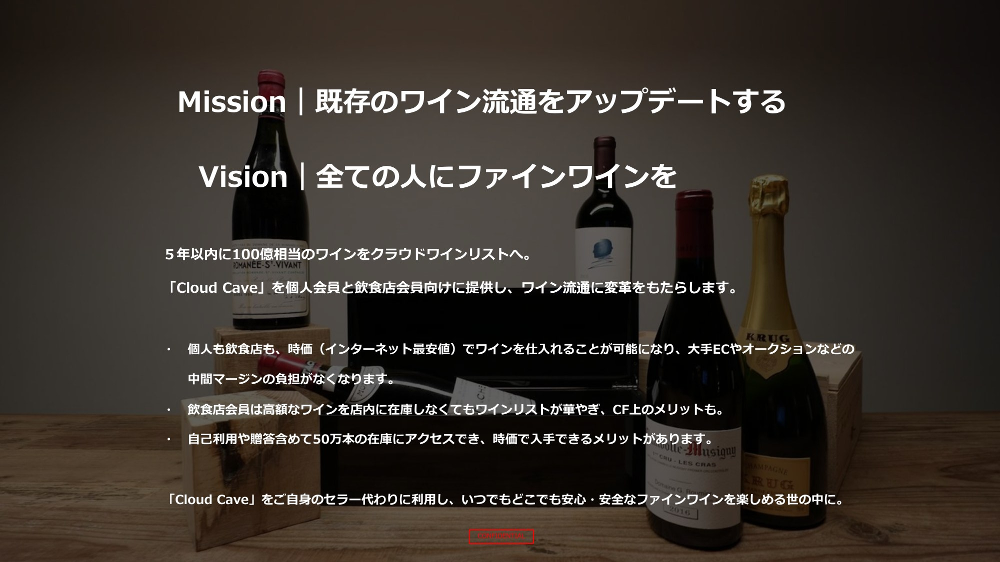 Mission｜既存のワイン流通をアップデートする
Vision｜全ての人にファインワインを
５年以内に100億相当のワインをクラウドワインリストへ。
「Cloud Cave」を個人会員と飲食店会員向けに提供し、ワイン流通に変革をもたらします。
・ 個人も飲食店も、時価（インターネット最安値）でワインを仕入れることが可能になり、大手ECやオークションなどの
中間マージンの負担がなくなります。
・ 飲食店会員は高額なワインを店内に在庫しなくてもワインリストが華やぎ、CF上のメリットも。
・ 自己利用や贈答含めて50万本の在庫にアクセスでき、時価で入手できるメリットがあります。
「Cloud Cave」をご自身のセラー代わりに利用し、いつでもどこでも安心・安全なファインワインを楽しめる世の中に。
CONFIDENTIAL
ROMANÉE-ST-VIVANT
KRUG
Musigny
1er CRU - LES CRAS
Domaine G. Roumier
2016
CHAMPAGNE
KRUG